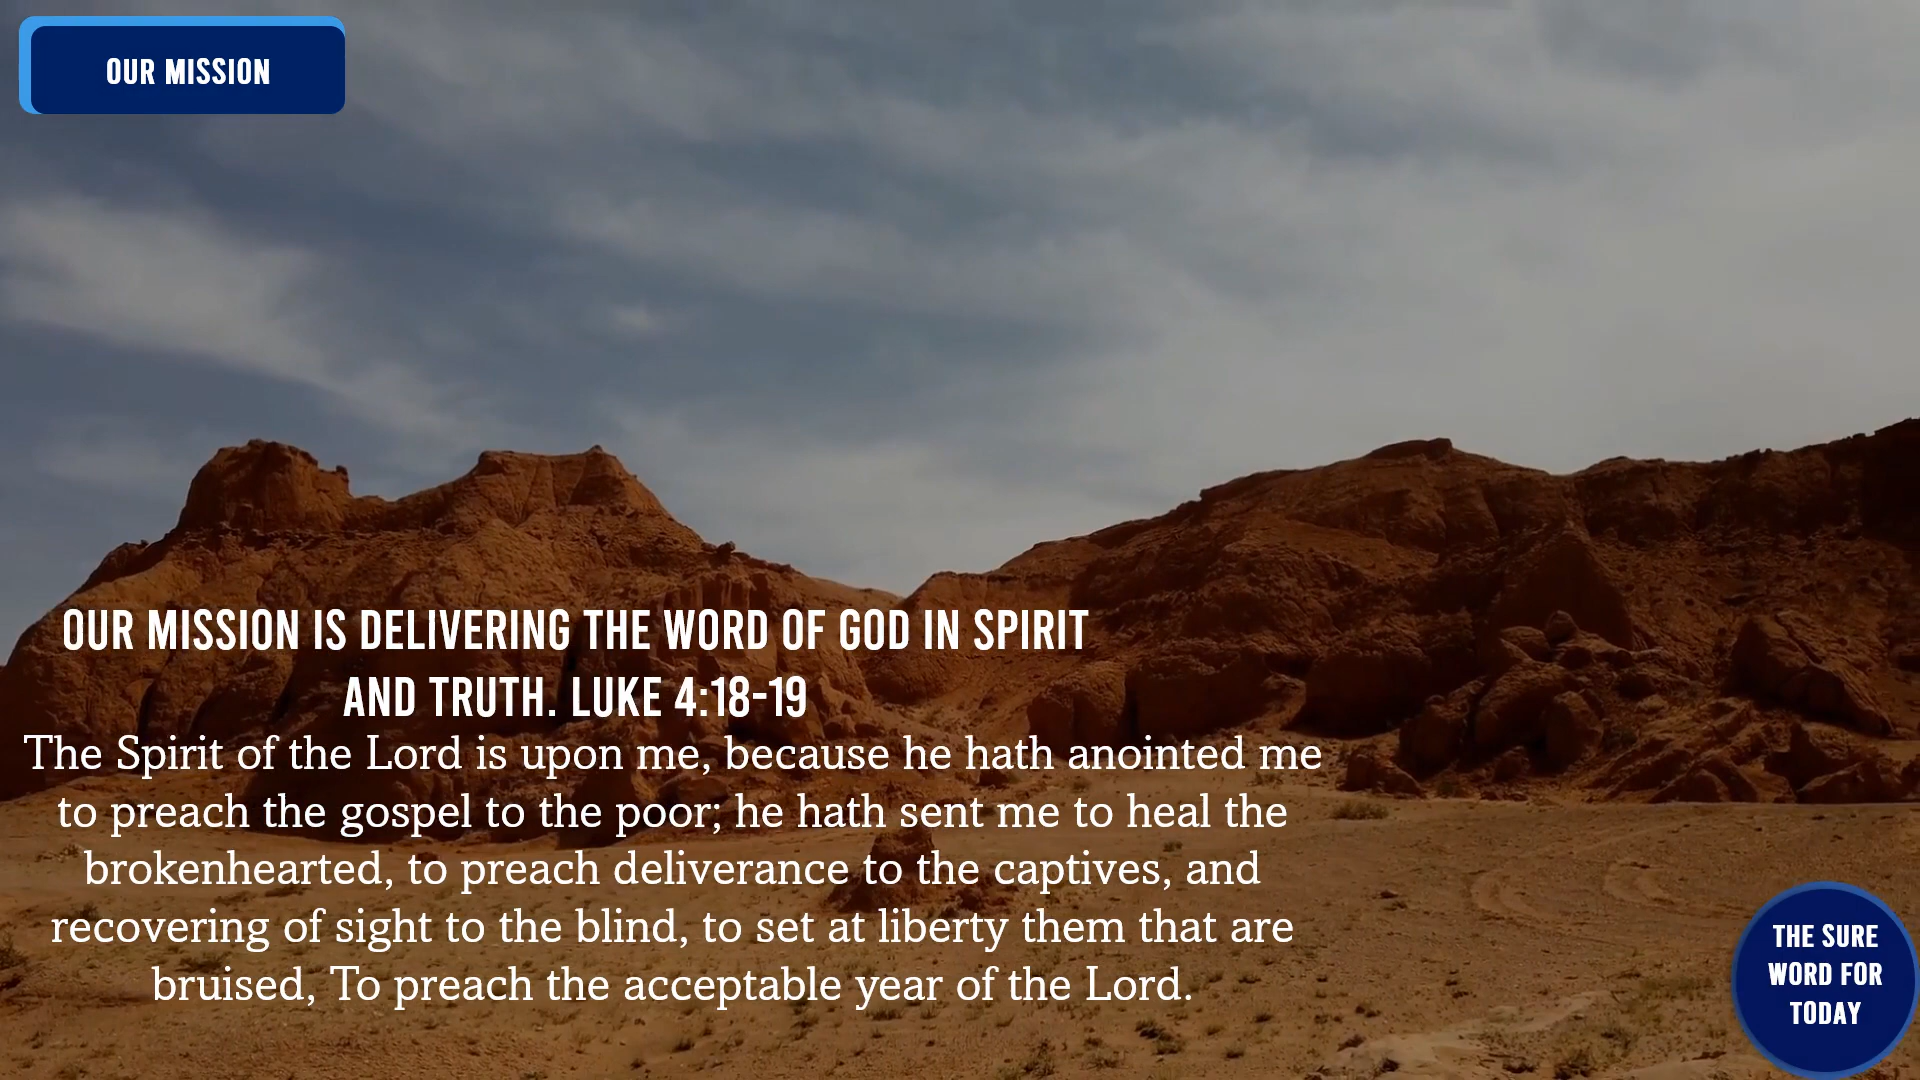 OUR MISSION
OUR MISSION IS DELIVERING THE WORD OF GOD IN SPIRIT
AND TRUTH. LUKE 4:18-19
The Spirit of the Lord is upon me, because he hath anointed me
to preach the gospel to the poor; he hath sent me to heal the
brokenhearted, to preach deliverance to the captives, and
recovering of sight to the blind, to set at liberty them that are
bruised, To preach the acceptable year of the Lord.
THE SURE
WORD FOR
TODAY